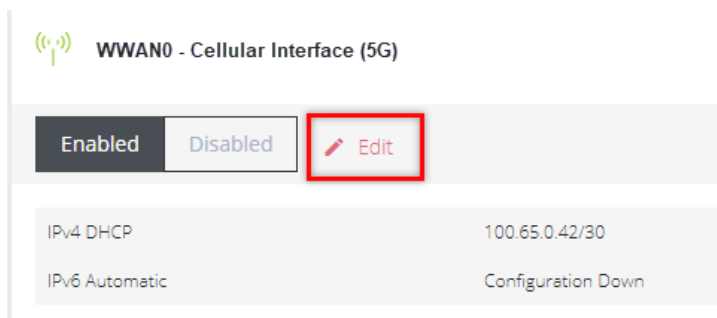 WWAN0 - Cellular Interface (5G)
Enabled Disabled Edit
IPv4 DHCP 100.65.0.42/30
IPv6 Automatic Configuration Down